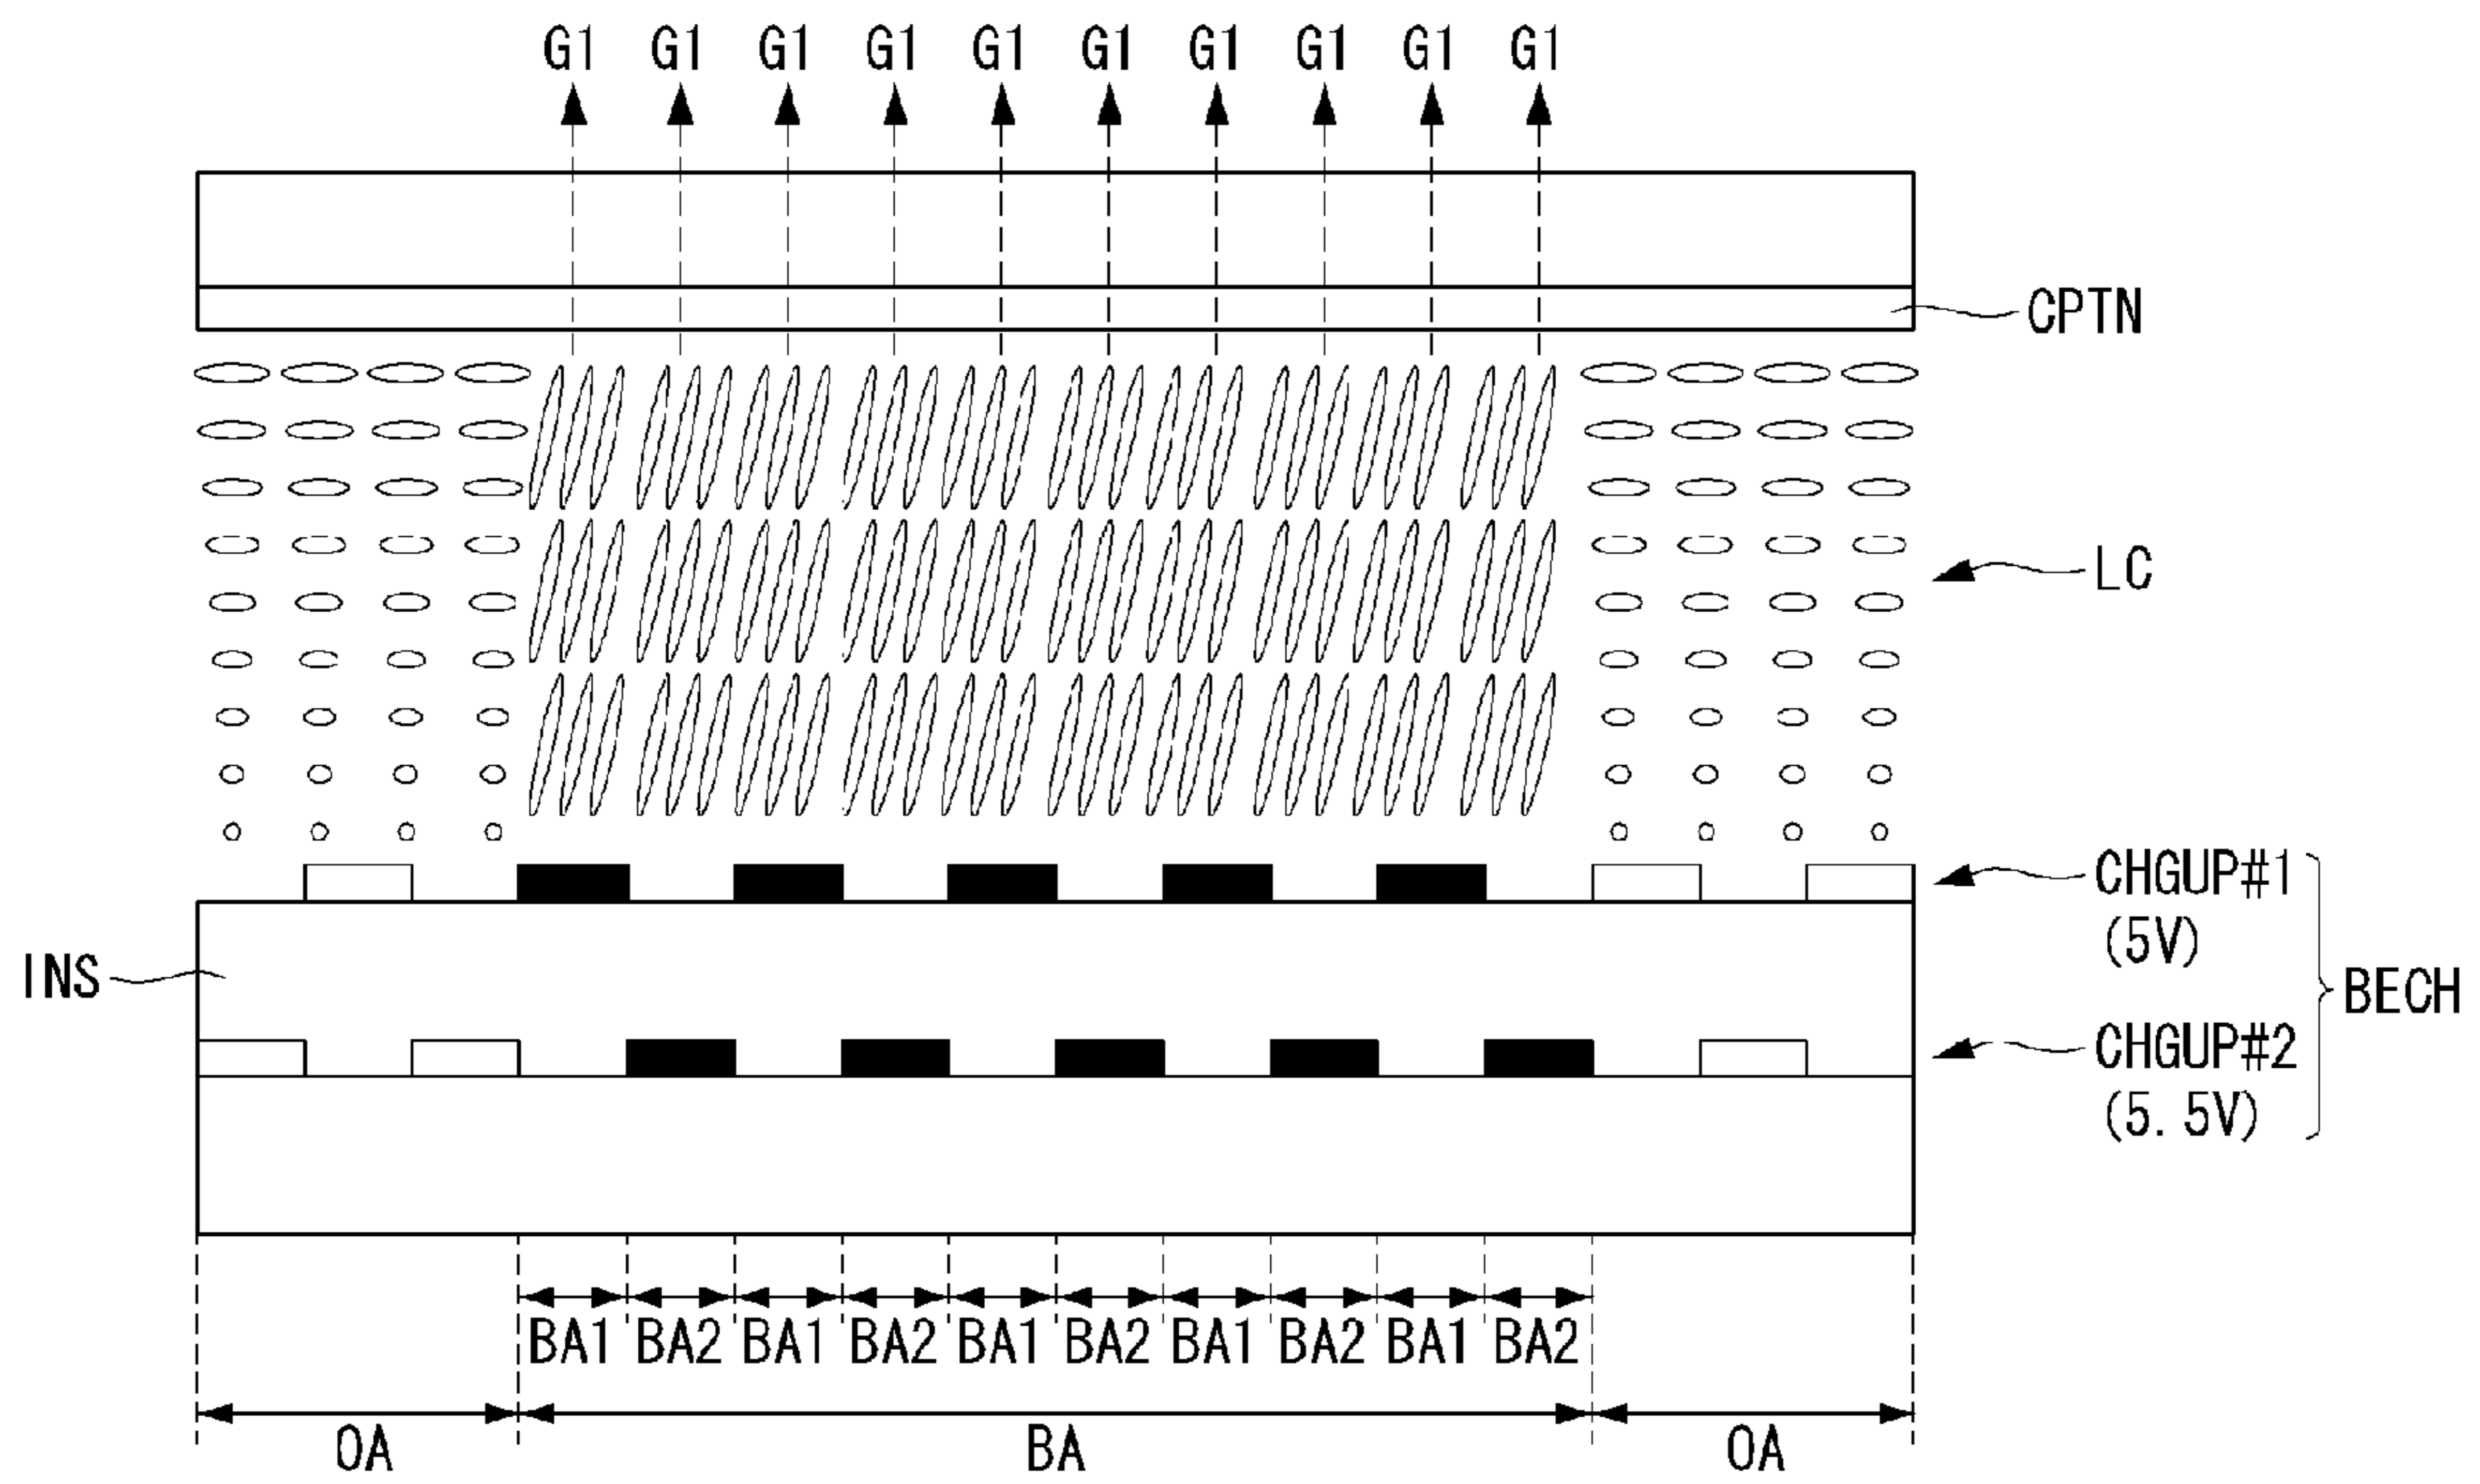 G1 G1 G1 G1 G1 G1 G1 G1 G1 G1
CPTN
LC
CHGUP#1
(5V)
INS
BECH
CHGUP#2
(5.5V)
BA1 BA2 BA1 BA2 BA1 BA2 BA1 BA2 BA1 BA2
OA BA OA